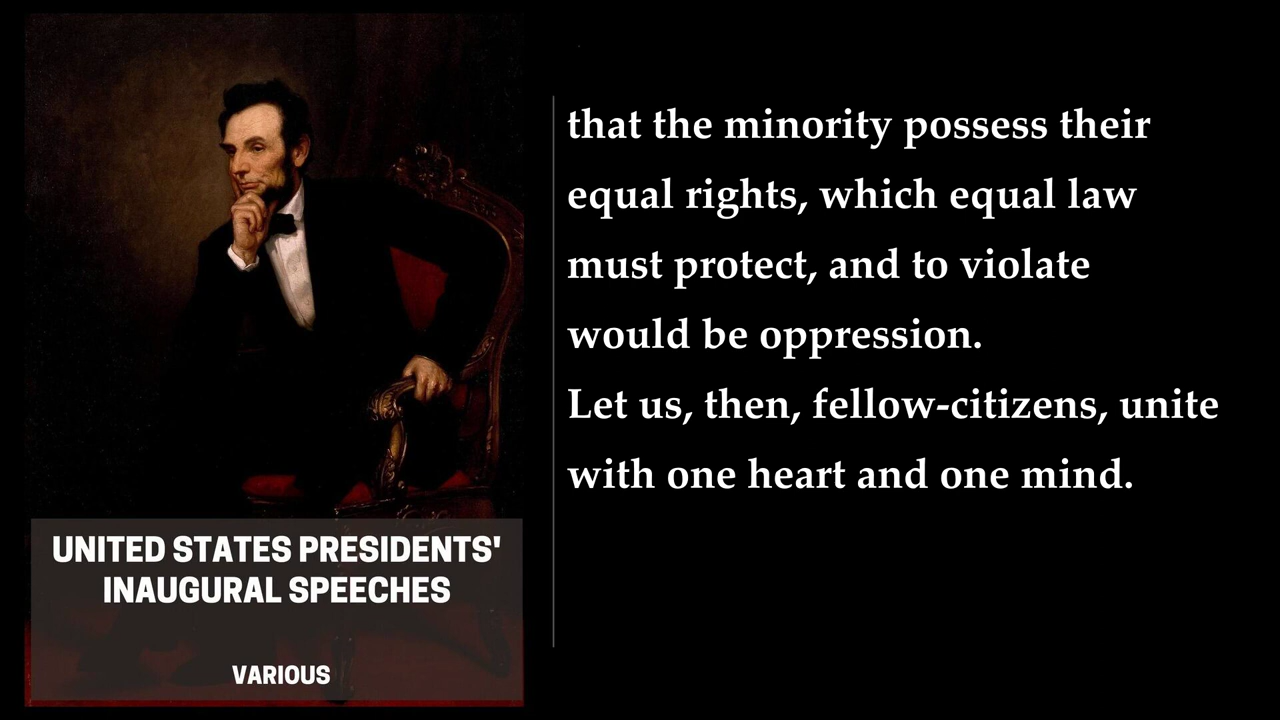 that the minority possess their
equal rights, which equal law
must protect, and to violate
would be oppression.
Let us, then, fellow-citizens, unite
with one heart and one mind.
UNITED STATES PRESIDENTS'
INAUGURAL SPEECHES
VARIOUS